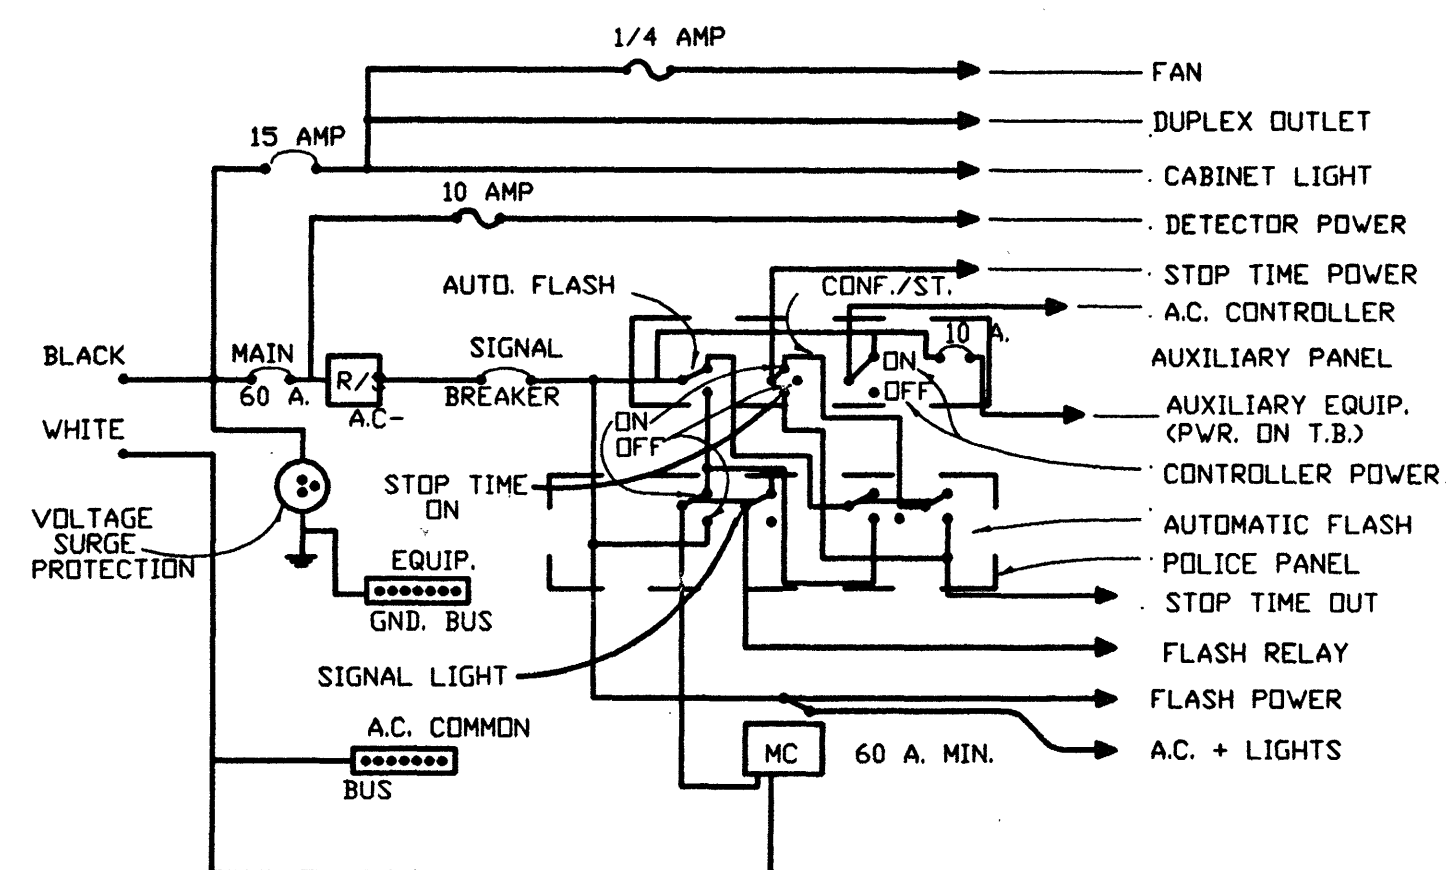 1/4 AMP
FAN
DUPLEX OUTLET
15 AMP
CABINET LIGHT
10 AMP
DETECTOR POWER
STOP TIME POWER
AUTO. FLASH
CONF./ST.
A.C. CONTROLLER
10 A.
BLACK
MAIN
60 A.
R/S
A.C-
SIGNAL
BREAKER
ON
OFF
AUXILIARY PANEL
AUXILIARY EQUIP.
(PWR. ON T.B.)
WHITE
ON
OFF
CONTROLLER POWER
STOP TIME
ON
VOLTAGE
SURGE
PROTECTION
AUTOMATIC FLASH
EQUIP.
GND. BUS
POLICE PANEL
STOP TIME OUT
FLASH RELAY
SIGNAL LIGHT
FLASH POWER
A.C. COMMON
BUS
MC
60 A. MIN.
A.C. + LIGHTS